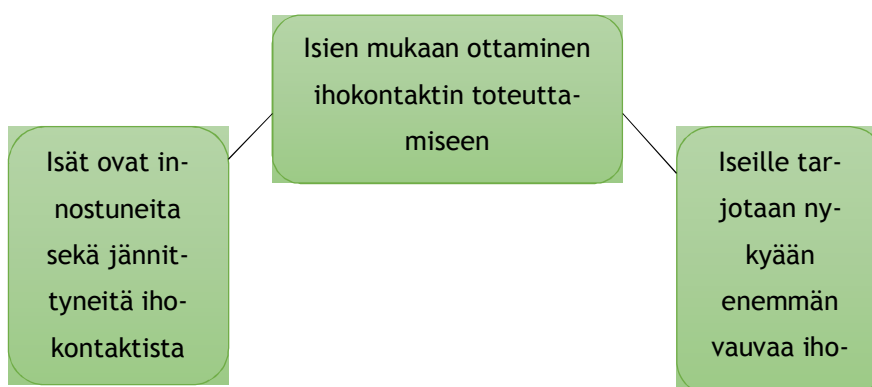 Isien mukaan ottaminen
ihokontaktin toteutta-
miseen
Isät ovat in-
nostuneita
sekä jännit-
tyneitä iho-
kontaktista
Iseille tar-
jotaan ny-
kyään
enemmän
vauvaa iho-